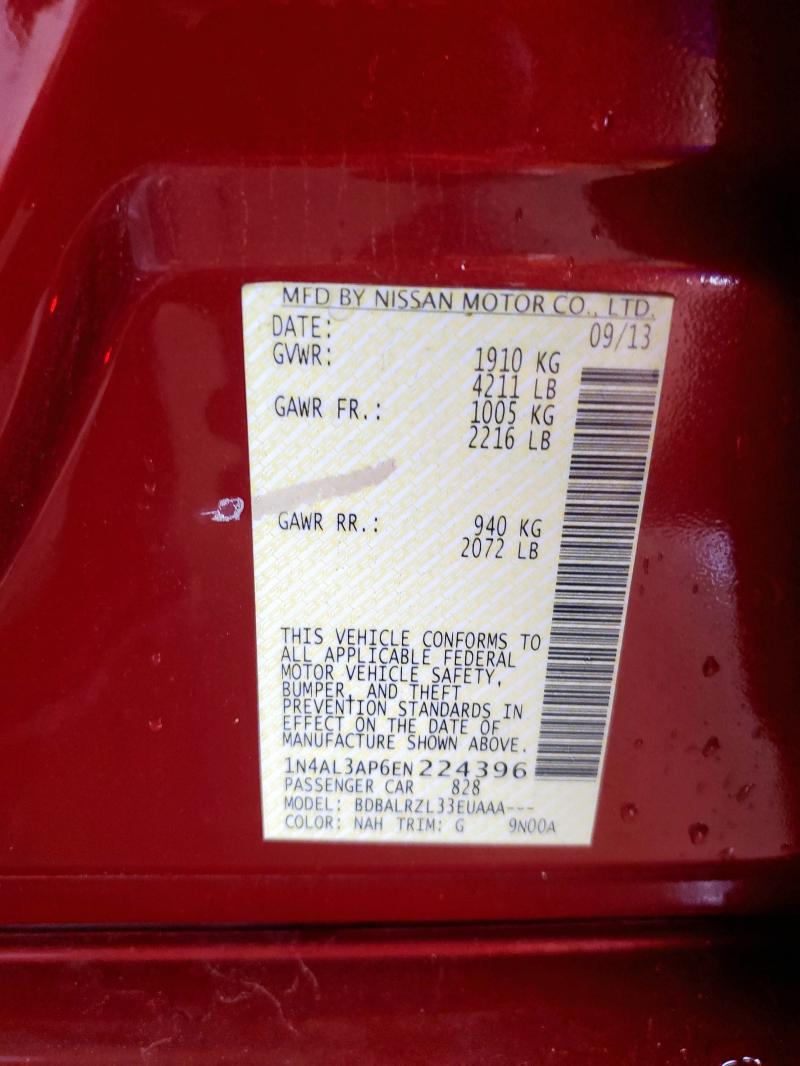 MFD BY NISSAN MOTOR CO., LTD.
DATE: 09/13
GVWR: 1910 KG
4211 LB
GAWR FR.: 1005 KG
2216 LB
GAWR RR.: 940 KG
2072 LB
THIS VEHICLE CONFORMS TO
ALL APPLICABLE FEDERAL
MOTOR VEHICLE SAFETY,
BUMPER, AND THEFT
PREVENTION STANDARDS IN
EFFECT ON THE DATE OF
MANUFACTURE SHOWN ABOVE.
1N4AL3AP6EN224396
PASSENGER CAR 828
MODEL: BDBALRZL33EUAAA---
COLOR: NAH TRIM: G 9N00A